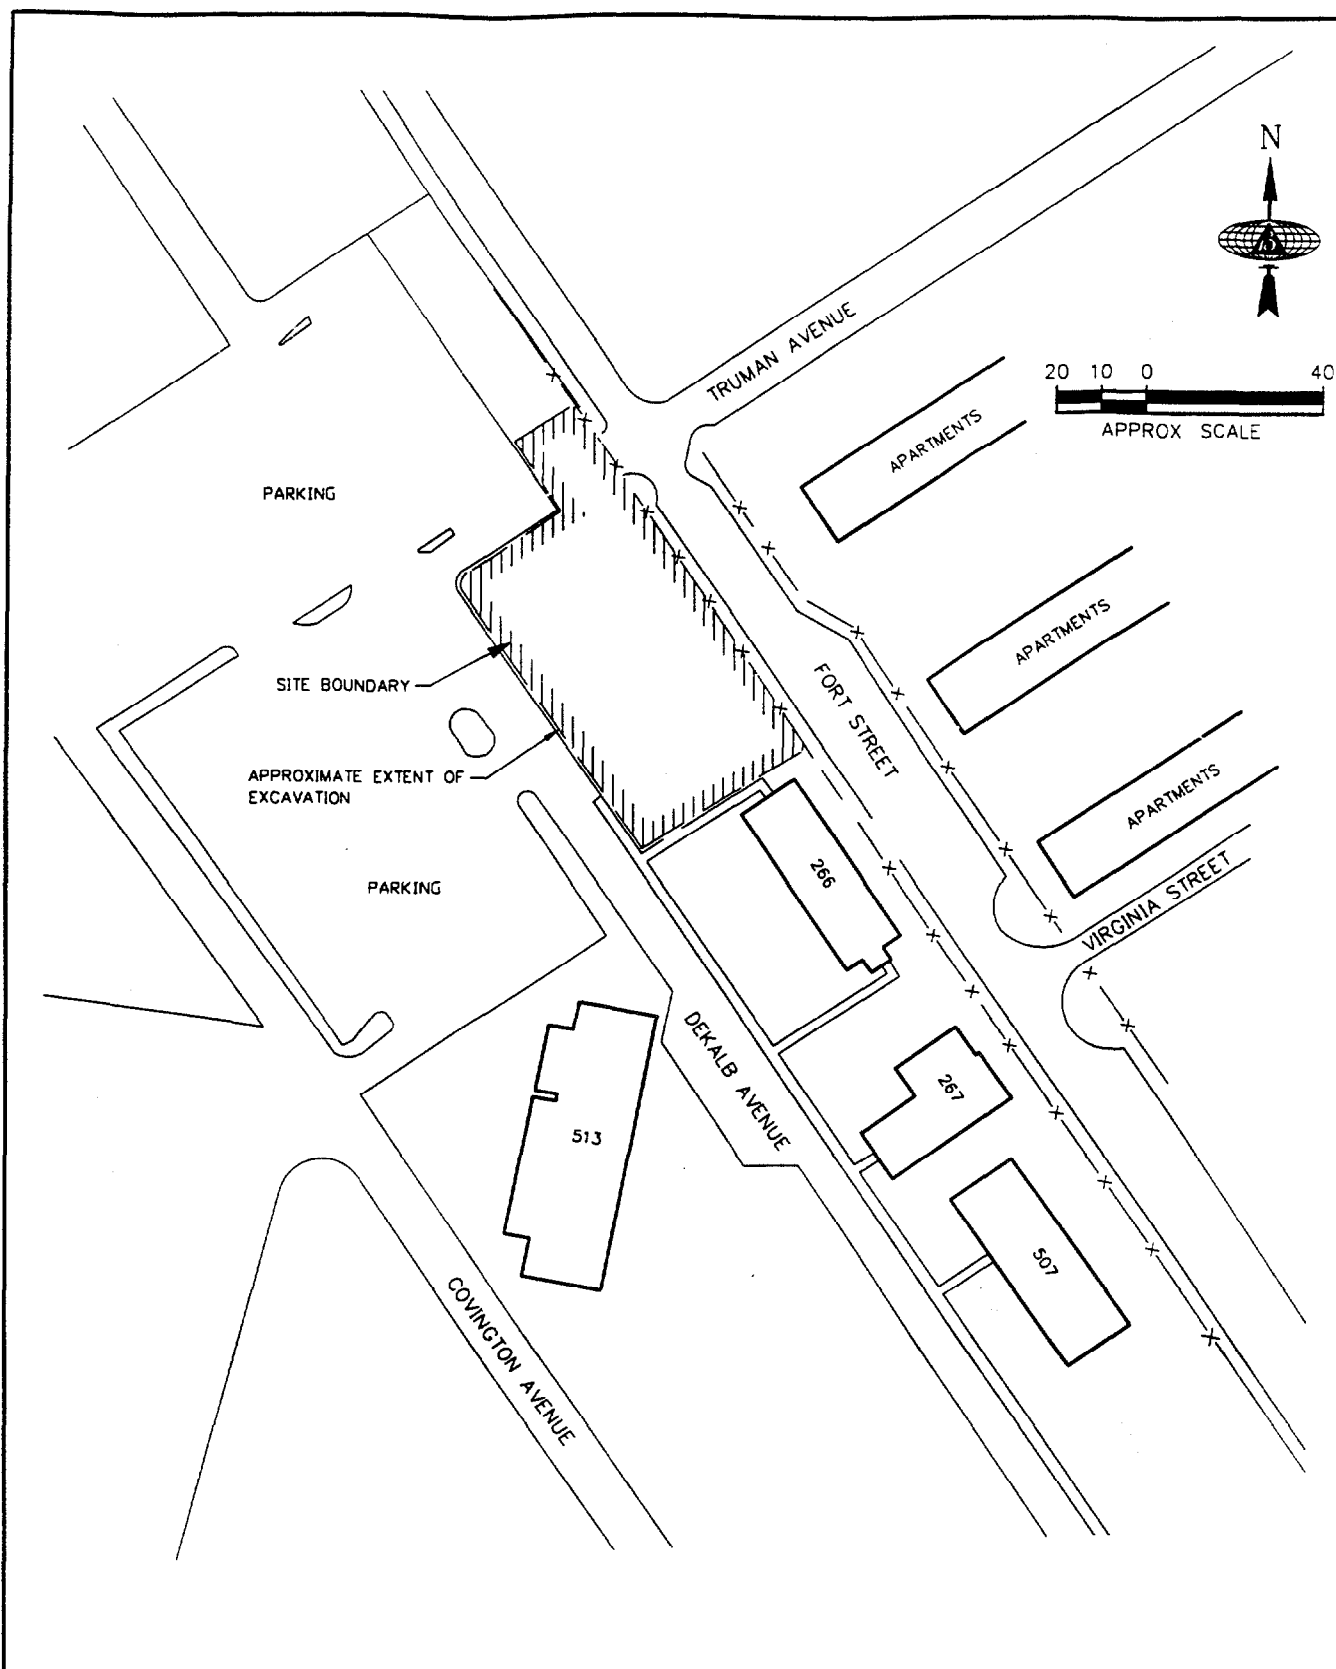 N
TRUMAN AVENUE
20 10 0 40
APPROX SCALE
APARTMENTS
PARKING
APARTMENTS
SITE BOUNDARY
FORT STREET
APPROXIMATE EXTENT OF
EXCAVATION
APARTMENTS
266
PARKING
VIRGINIA STREET
DEKALB AVENUE
267
513
507
COVINGTON AVENUE